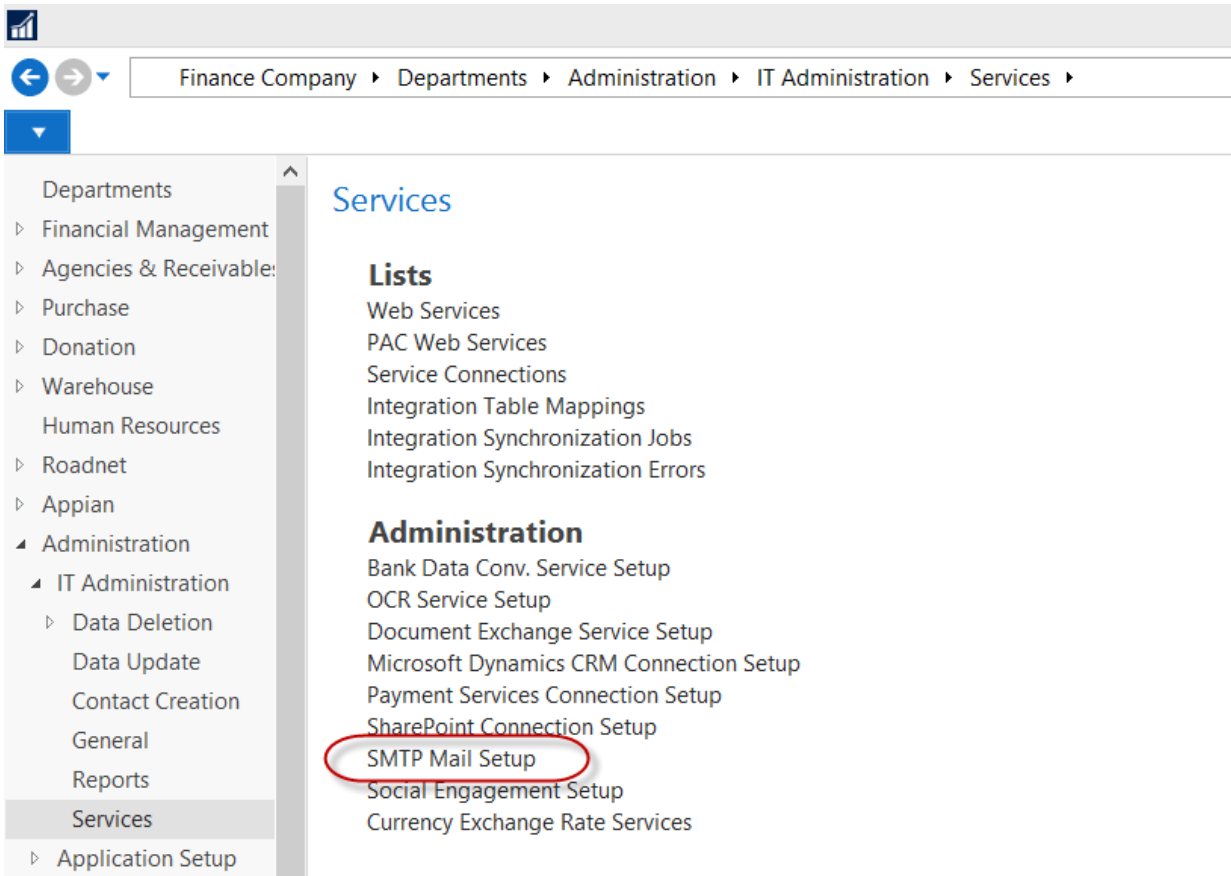 Finance Company ▸ Departments ▸ Administration ▸ IT Administration ▸ Services ▸
Departments
Financial Management
Agencies & Receivables
Purchase
Donation
Warehouse
Human Resources
Roadnet
Appian
Administration
IT Administration
Data Deletion
Data Update
Contact Creation
General
Reports
Services
Application Setup
Services
Lists
Web Services
PAC Web Services
Service Connections
Integration Table Mappings
Integration Synchronization Jobs
Integration Synchronization Errors
Administration
Bank Data Conv. Service Setup
OCR Service Setup
Document Exchange Service Setup
Microsoft Dynamics CRM Connection Setup
Payment Services Connection Setup
SharePoint Connection Setup
SMTP Mail Setup
Social Engagement Setup
Currency Exchange Rate Services